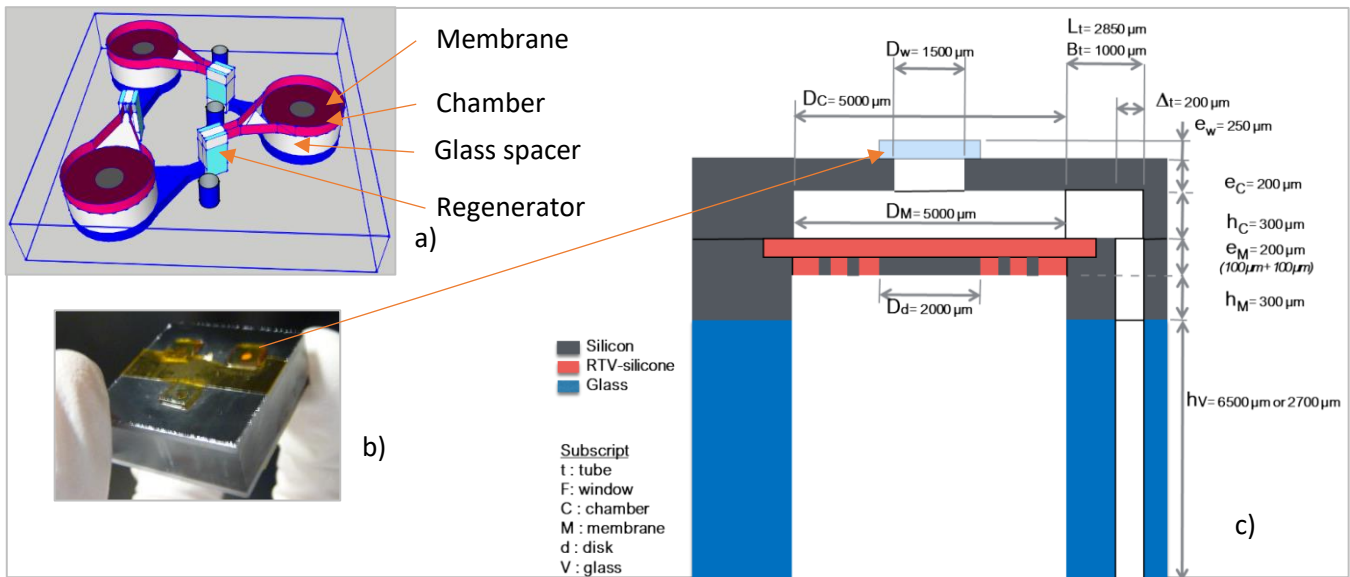 Membrane
Chamber
Glass spacer
Regenerator
a)
b)
Lt= 2850 µm
Bt= 1000 µm
Dw= 1500 µm
Δt= 200 µm
ew= 250 µm
DC= 5000 µm
eC= 200 µm
DM= 5000 µm
hC= 300 µm
eM= 200 µm
(100µm+ 100µm)
Dd= 2000 µm
hM= 300 µm
Silicon
RTV-silicone
Glass
hV= 6500 µm or 2700 µm
Subscript
t : tube
F: window
C : chamber
M : membrane
d : disk
V : glass
c)